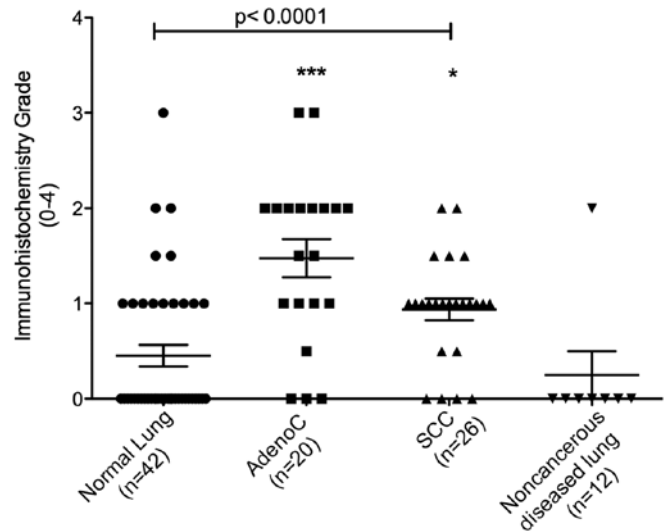 p< 0.0001
***
*
4
3
2
1
0
Immunohistochemistry Grade
(0-4)
Normal Lung
(n=42)
AdenoC
(n=20)
SCC
(n=26)
Noncancerous
diseased lung
(n=12)